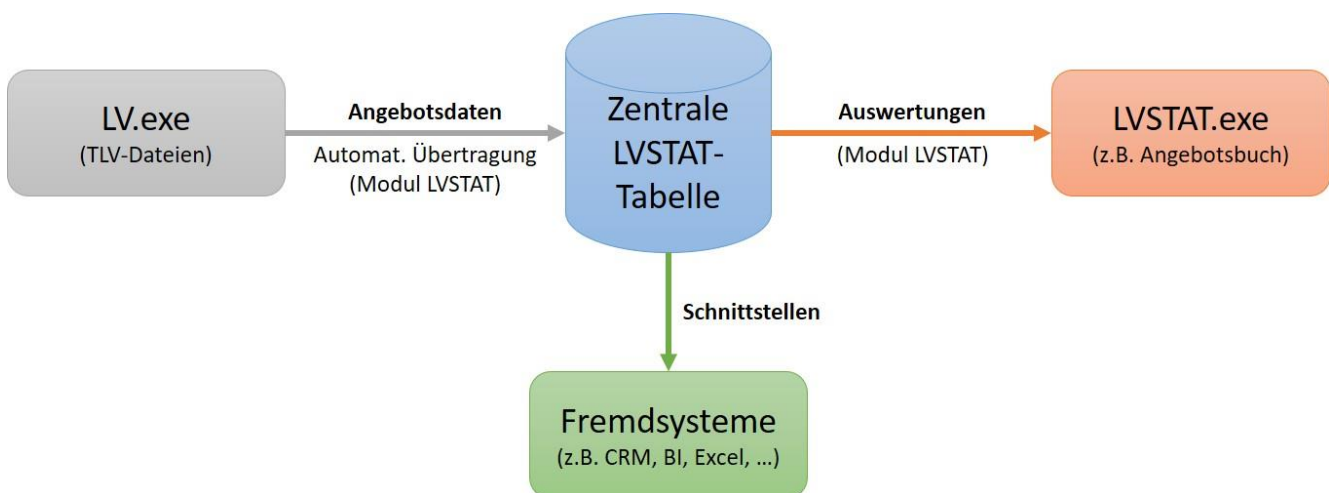 LV.exe
(TLV-Dateien)
Angebotsdaten
Automat. Übertragung
(Modul LVSTAT)
Zentrale
LVSTAT-
Tabelle
Auswertungen
(Modul LVSTAT)
LVSTAT.exe
(z.B. Angebotsbuch)
Schnittstellen
Fremdsysteme
(z.B. CRM, BI, Excel, ...)